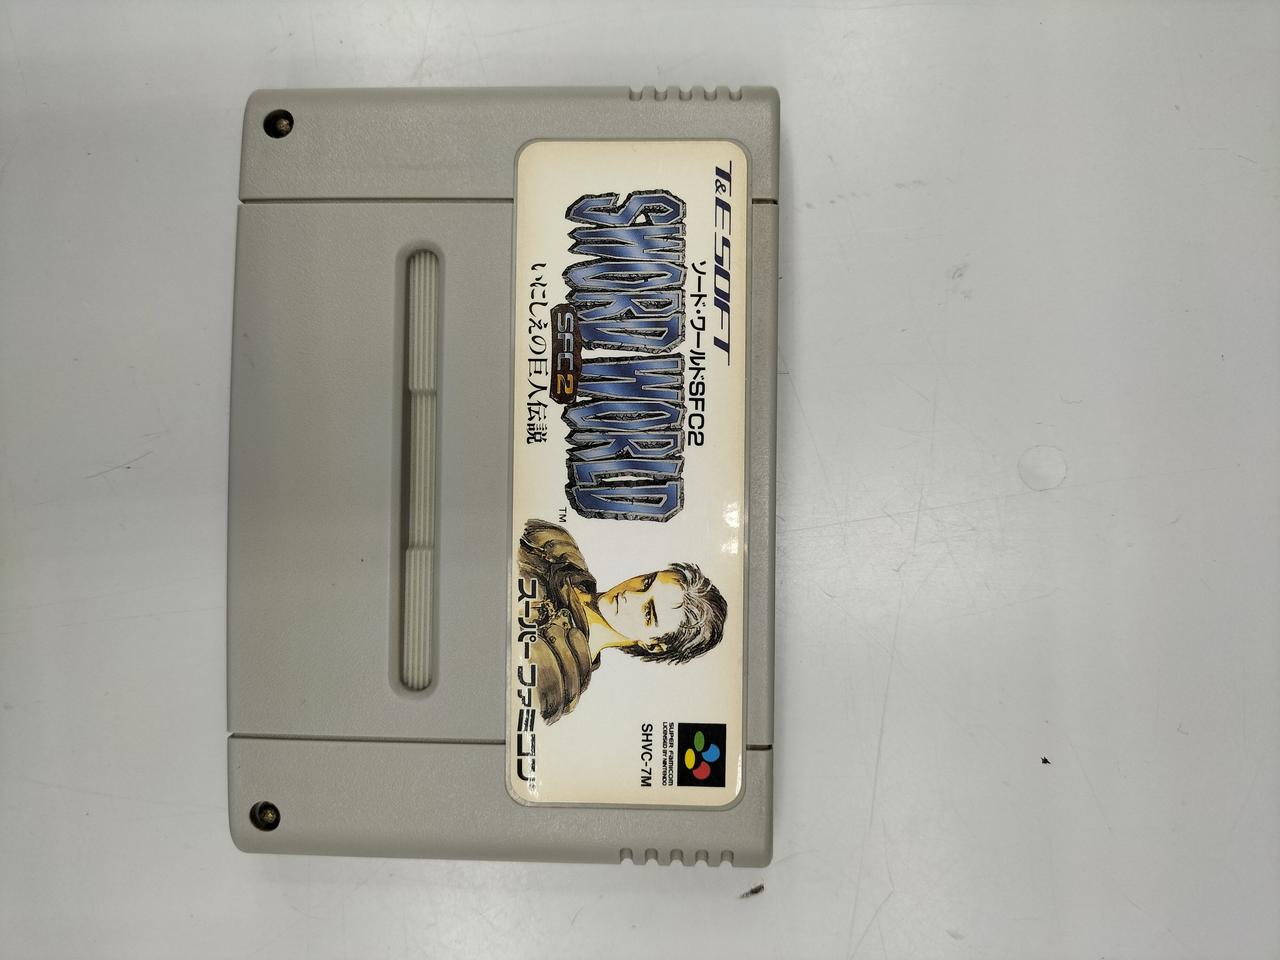 T&E SOFT
ソード・ワールドSFC2
SWORD WORLD
SFC2
いにしえの巨人伝説
TM
スーパーファミコン
SUPER FAMICOM
LICENSED BY NINTENDO
SHVC-7M